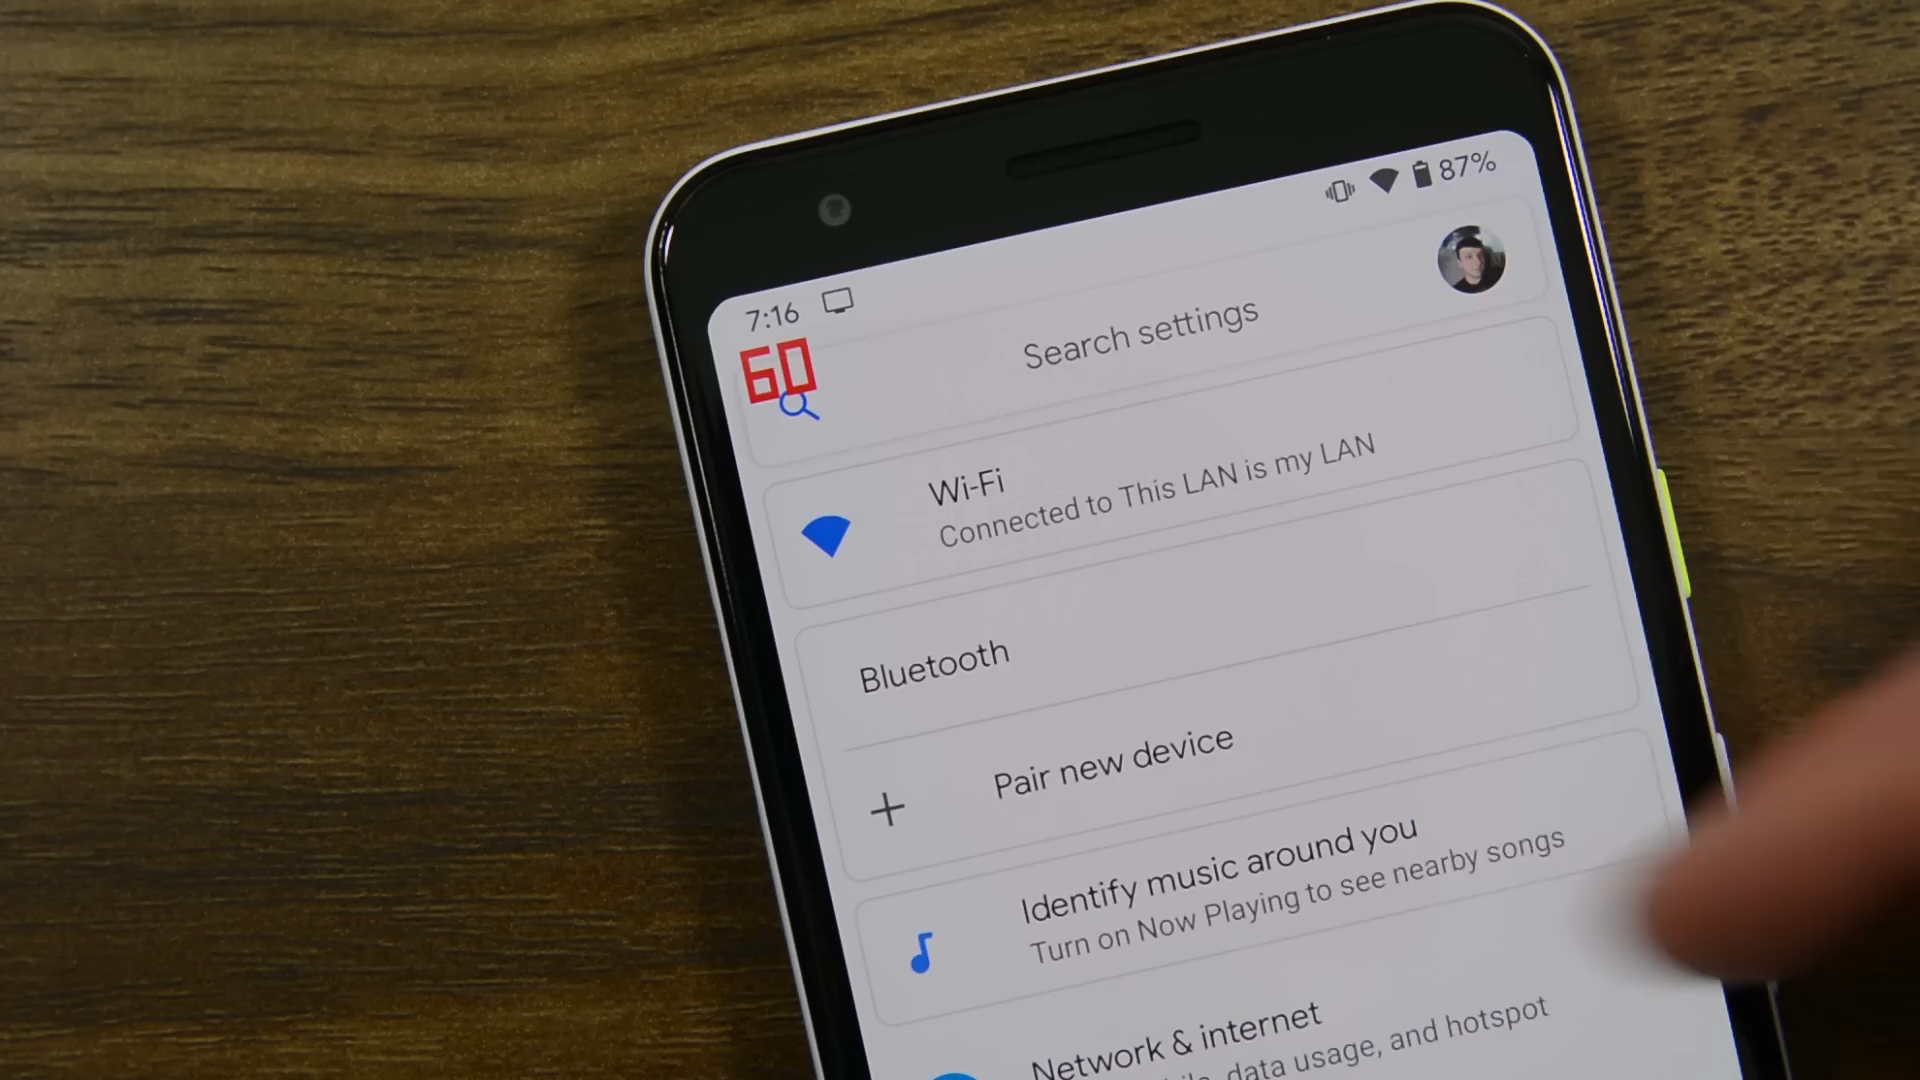 7:16
87%
60
Search settings
Wi-Fi
Connected to This LAN is my LAN
Bluetooth
Pair new device
Identify music around you
Turn on Now Playing to see nearby songs
Network & internet
data usage, and hotspot